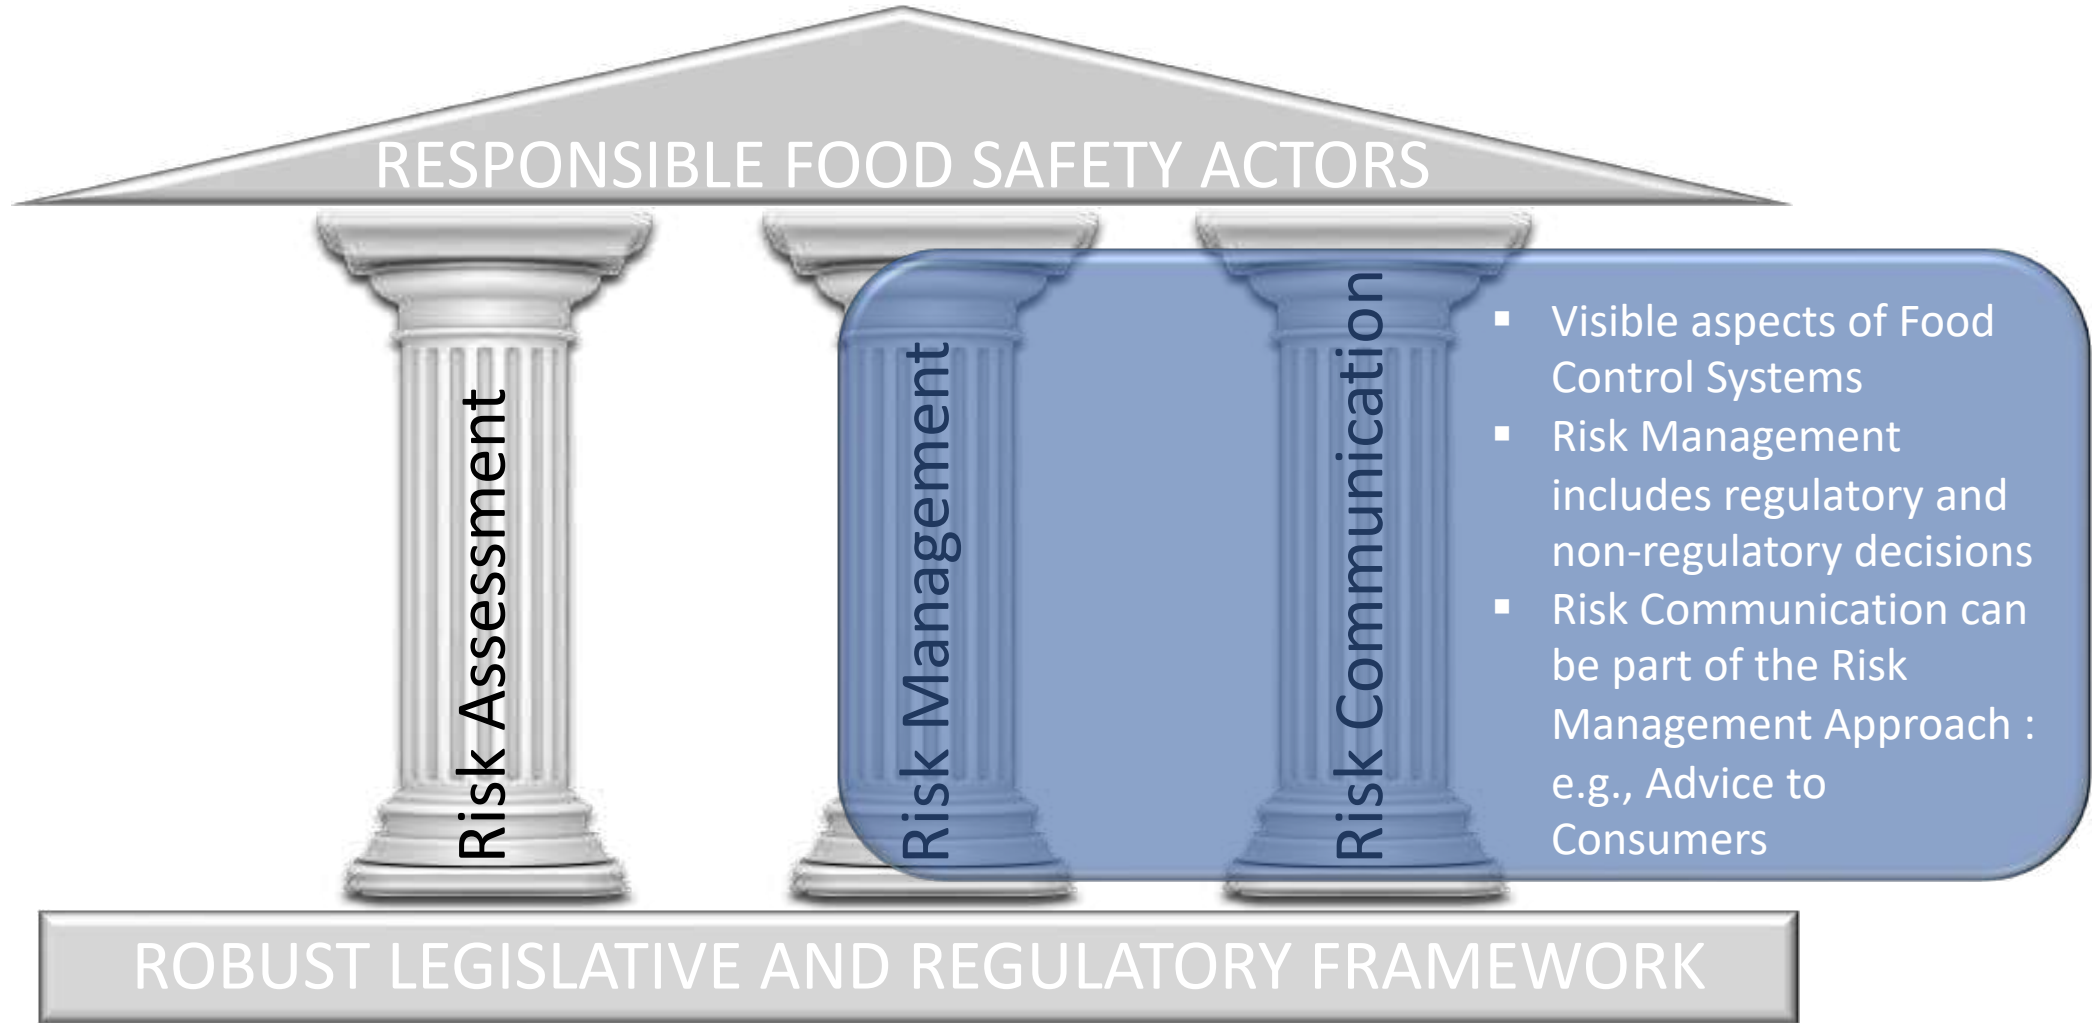 RESPONSIBLE FOOD SAFETY ACTORS
Risk Assessment
Risk Management
Risk Communication
▪ Visible aspects of Food
Control Systems
▪ Risk Management
includes regulatory and
non-regulatory decisions
▪ Risk Communication can
be part of the Risk
Management Approach :
e.g., Advice to
Consumers
ROBUST LEGISLATIVE AND REGULATORY FRAMEWORK